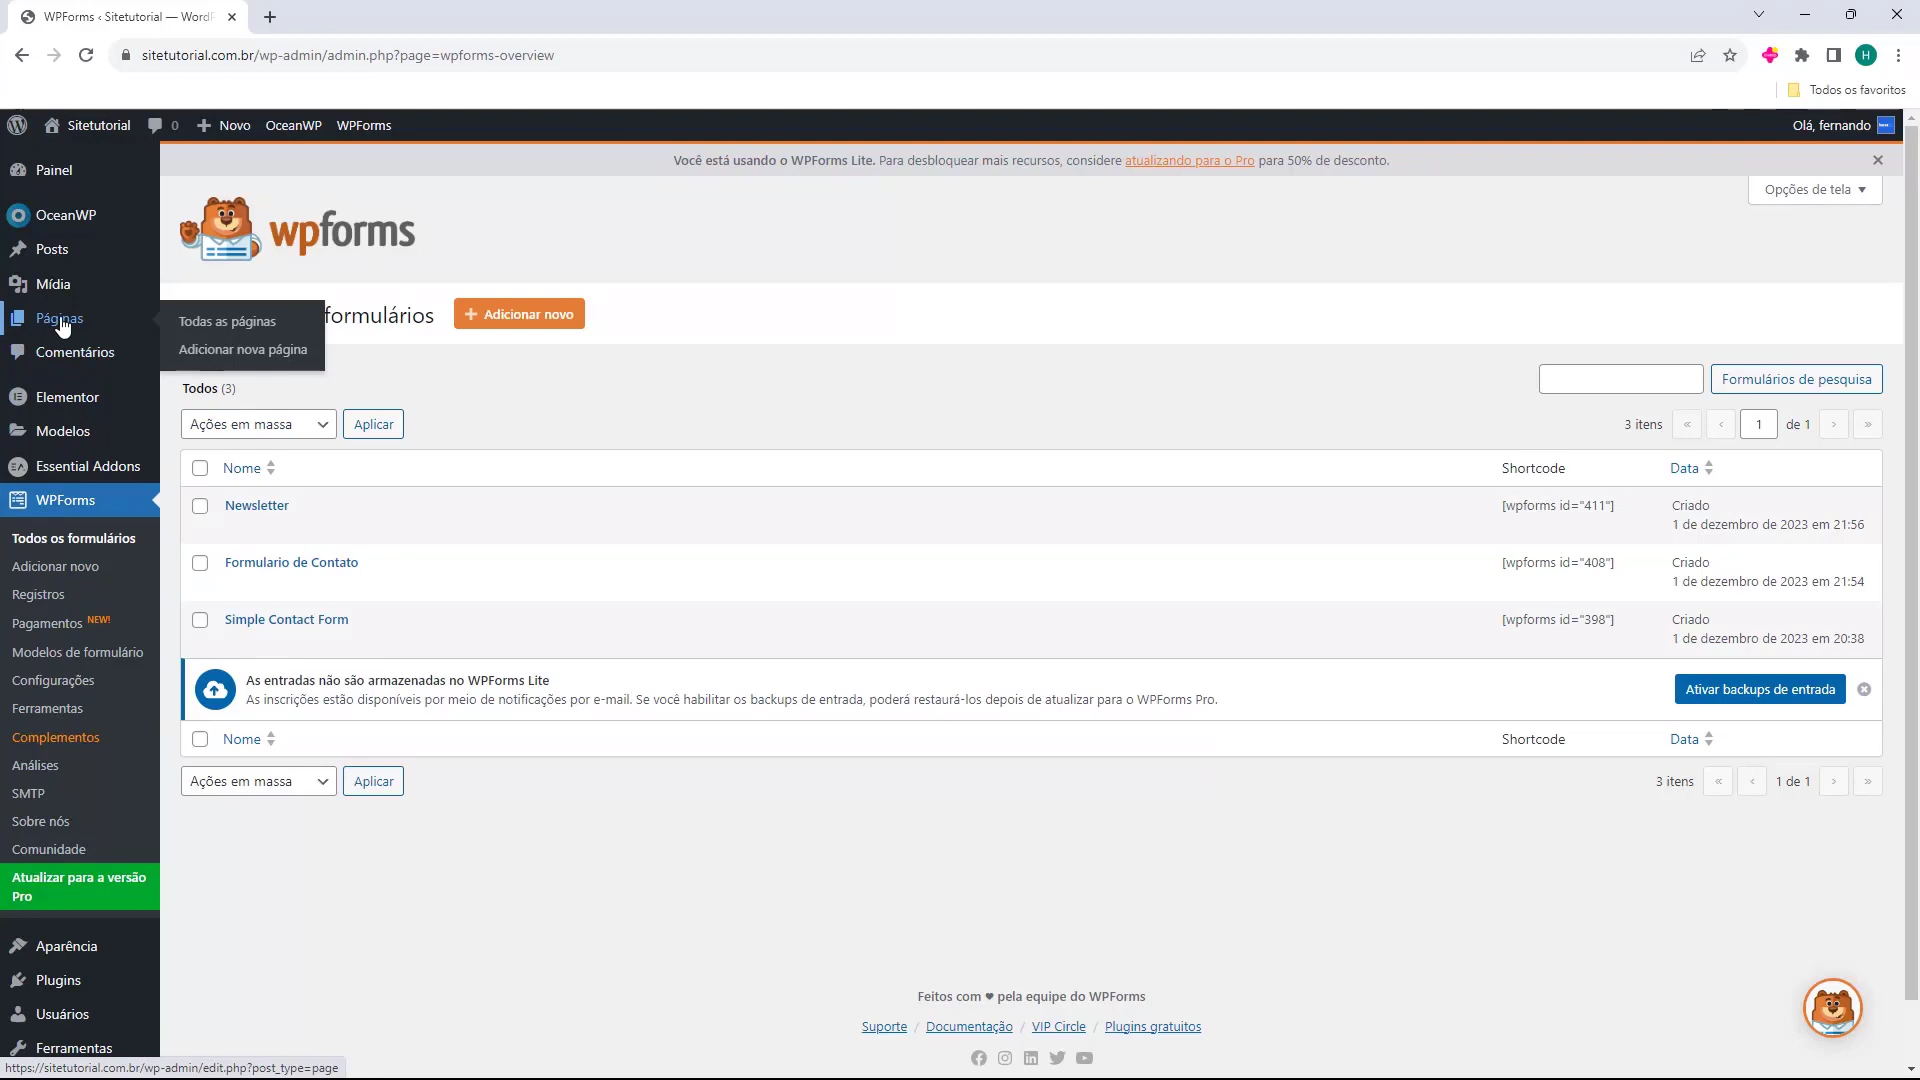 WPForms ‹ Sitetutorial — WordP
sitetutorial.com.br/wp-admin/admin.php?page=wpforms-overview
H
Todos os favoritos
Sitetutorial 0 Novo OceanWP WPForms
Olá, fernando
Você está usando o WPForms Lite. Para desbloquear mais recursos, considere atualizando para o Pro para 50% de desconto.
Opções de tela
wpforms
Painel
OceanWP
Posts
Mídia
Páginas
Comentários
Elementor
Modelos
Essential Addons
WPForms
Todos os formulários
Adicionar novo
Registros
Pagamentos NEW!
Modelos de formulário
Configurações
Ferramentas
Complementos
Análises
SMTP
Sobre nós
Comunidade
Atualizar para a versão
Pro
Aparência
Plugins
Usuários
Ferramentas
Todas as páginas
Adicionar nova página
formulários
Adicionar novo
Todos (3)
Formulários de pesquisa
Ações em massa Aplicar
3 itens « ‹ 1 de 1 › »
Nome Shortcode Data
Newsletter [wpforms id="411"] Criado
1 de dezembro de 2023 em 21:56
Formulario de Contato [wpforms id="408"] Criado
1 de dezembro de 2023 em 21:54
Simple Contact Form [wpforms id="398"] Criado
1 de dezembro de 2023 em 20:38
As entradas não são armazenadas no WPForms Lite
As inscrições estão disponíveis por meio de notificações por e-mail. Se você habilitar os backups de entrada, poderá restaurá-los depois de atualizar para o WPForms Pro.
Ativar backups de entrada
Nome Shortcode Data
Ações em massa Aplicar
3 itens « ‹ 1 de 1 › »
Feitos com ♥ pela equipe do WPForms
Suporte / Documentação / VIP Circle / Plugins gratuitos
https://sitetutorial.com.br/wp-admin/edit.php?post_type=page